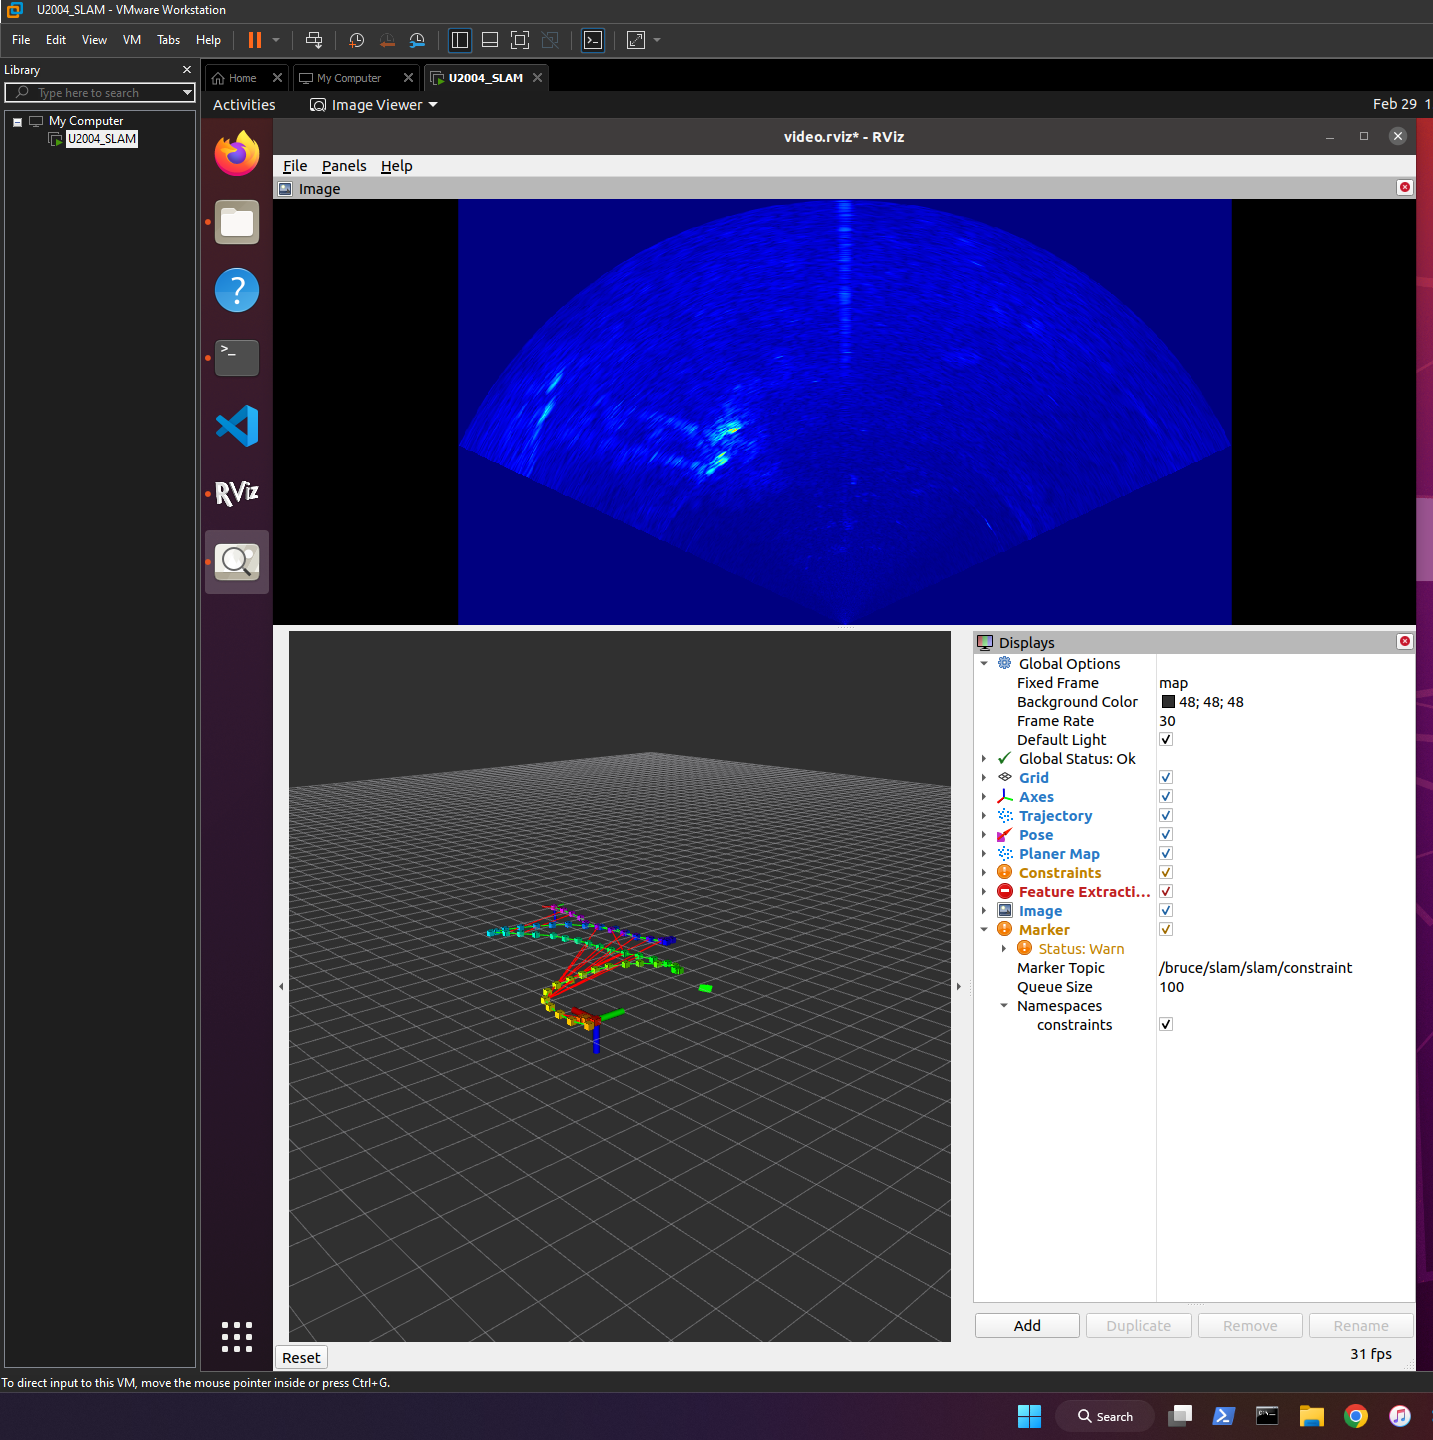 U2004_SLAM - VMware Workstation
File Edit View VM Tabs Help
Library
Type here to search
My Computer
U2004_SLAM
Home
My Computer
U2004_SLAM
Activities
Image Viewer
Feb 29 1
video.rviz* - RViz
File Panels Help
Image
RViz
Displays
Global Options
Fixed Frame map
Background Color 48; 48; 48
Frame Rate 30
Default Light
Global Status: Ok
Grid
Axes
Trajectory
Pose
Planer Map
Constraints
Feature Extracti...
Image
Marker
Status: Warn
Marker Topic /bruce/slam/slam/constraint
Queue Size 100
Namespaces
constraints
Add Duplicate Remove Rename
Reset
31 fps
To direct input to this VM, move the mouse pointer inside or press Ctrl+G.
Search